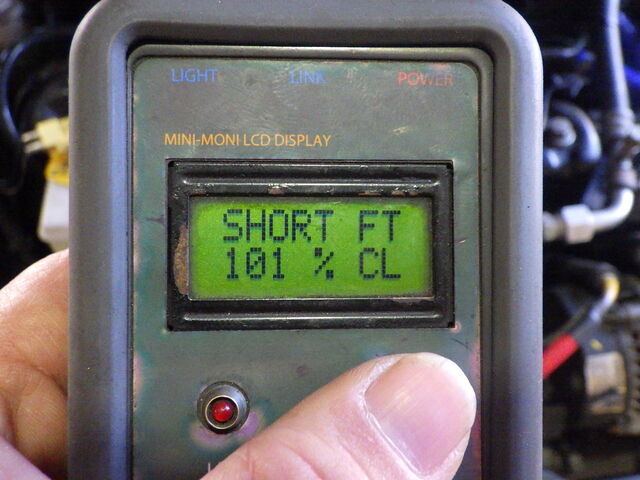 LIGHT LINK POWER
MINI-MONI LCD DISPLAY
SHORT FT
101 % CL